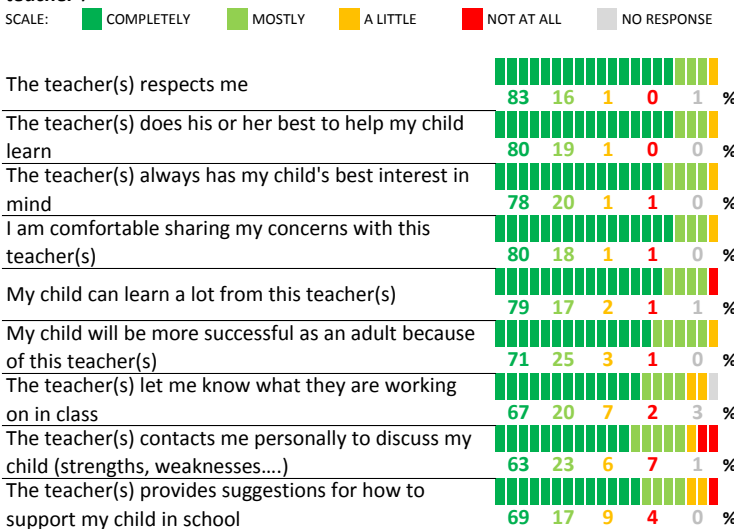 teacher?
SCALE: COMPLETELY MOSTLY A LITTLE NOT AT ALL NO RESPONSE
The teacher(s) respects me
83 16 1 0 1 %
The teacher(s) does his or her best to help my child
learn
80 19 1 0 0 %
The teacher(s) always has my child's best interest in
mind
78 20 1 1 0 %
I am comfortable sharing my concerns with this
teacher(s)
80 18 1 1 0 %
My child can learn a lot from this teacher(s)
79 17 2 1 1 %
My child will be more successful as an adult because
of this teacher(s)
71 25 3 1 0 %
The teacher(s) let me know what they are working
on in class
67 20 7 2 3 %
The teacher(s) contacts me personally to discuss my
child (strengths, weaknesses....)
63 23 6 7 1 %
The teacher(s) provides suggestions for how to
support my child in school
69 17 9 4 0 %